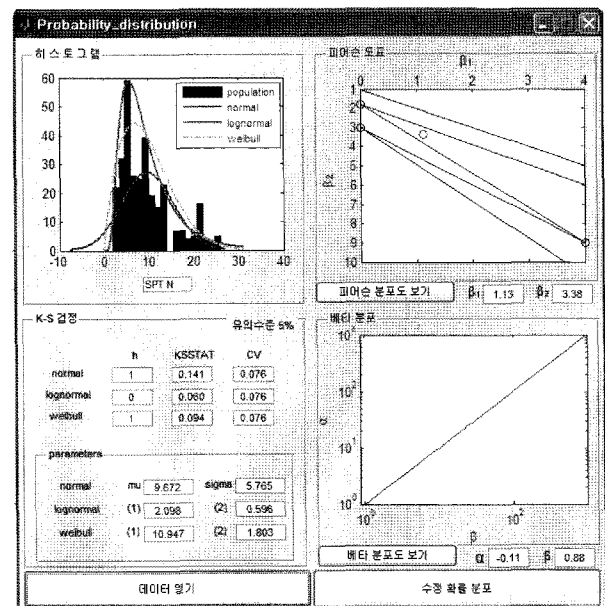 Probability_distribution
히스토그램
60
50
40
30
20
10
0
-10 0 10 20 30 40
population
normal
lognormal
weibull
SPT N
피어슨 도표
β1
0 2 4
1
2
3
4
5
6
7
8
9
10
β2
피어슨 분포도 보기
β1 1.13 β2 3.38
K-S 검정
유의수준 5%
h KSSTAT CV
normal 1 0.141 0.076
lognormal 0 0.060 0.076
weibull 1 0.094 0.076
parameters
normal mu 9.672 sigma 5.765
lognormal (1) 2.098 (2) 0.596
weibull (1) 10.947 (2) 1.803
베타 분포
10³
10²
10¹
10⁰
α
10⁰ 10²
β
베타 분포도 보기
α -0.11 β 0.88
데이터 열기
수정 확률 분포